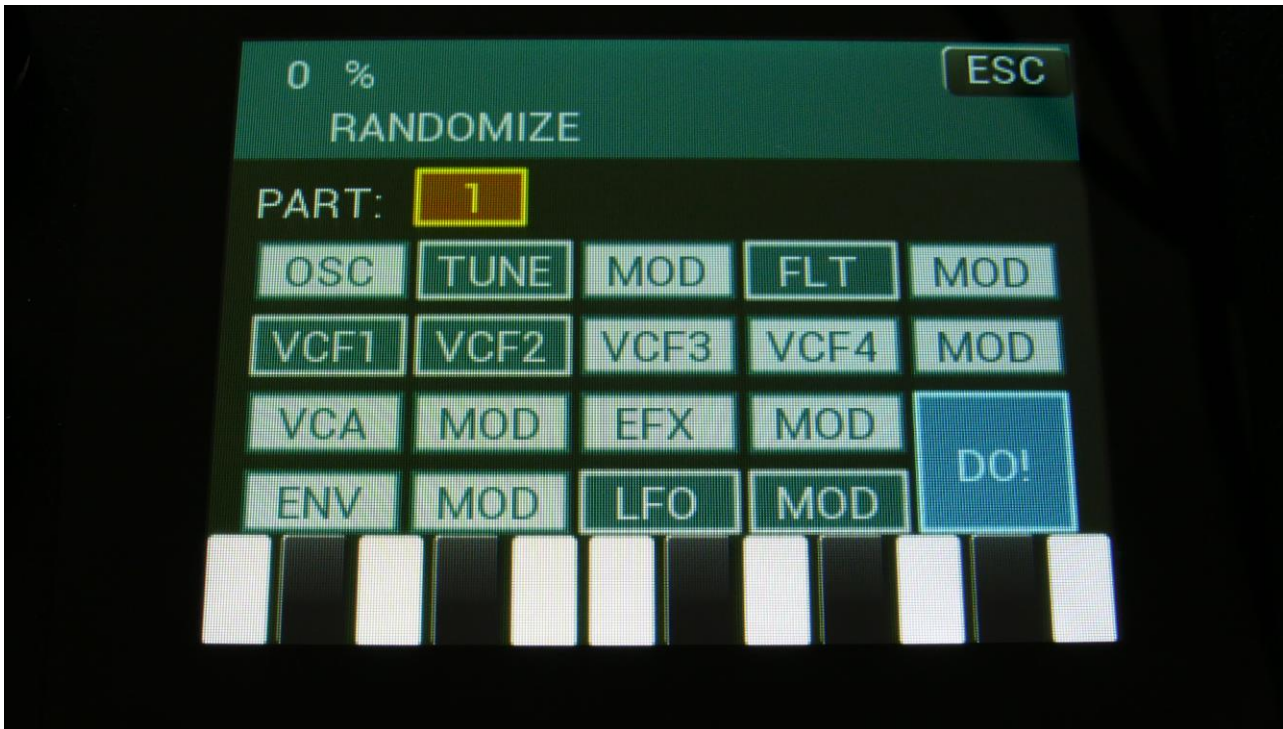 0 % ESC
RANDOMIZE
PART: 1
OSC TUNE MOD FLT MOD
VCF1 VCF2 VCF3 VCF4 MOD
VCA MOD EFX MOD
DO!
ENV MOD LFO MOD